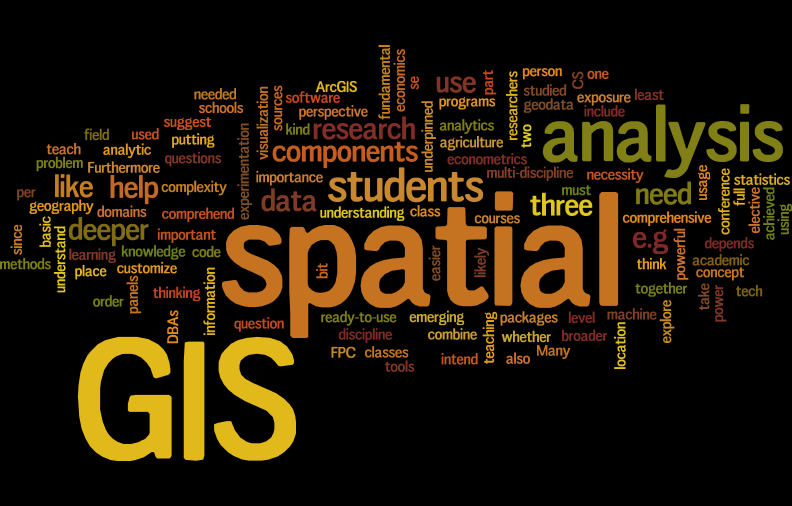 fundamental
economics
se
use
part
researchers
person
CS
one
ArcGIS
needed
schools
visualization
sources
software
perspective
programs
studied
geodata
exposure
least
include
suggest
field
used
putting
kind
research
underpinned
analytics
two
analysis
teach
analytic
problem
Furthermore
questions
experimentation
components
agriculture
econometrics
multi-discipline
necessity
per
like
help
complexity
importance
students
must
need
usage
conference
full
statistics
elective
achieved
using
geography
domains
comprehend
data
understanding
class
courses
three
comprehensive
since
basic
understand
deeper
important
spatial
e.g
powerful
depends
methods
learning
knowledge
code
place
customize
information
bit
easier
likely
think
academic
concept
order
panels
thinking
together
take
power
tech
DBAs
question
ready-to-use
emerging
teaching
packages
level
machine
location
explore
discipline
combine
whether
broader
FPC
classes
tools
intend
also
Many
GIS